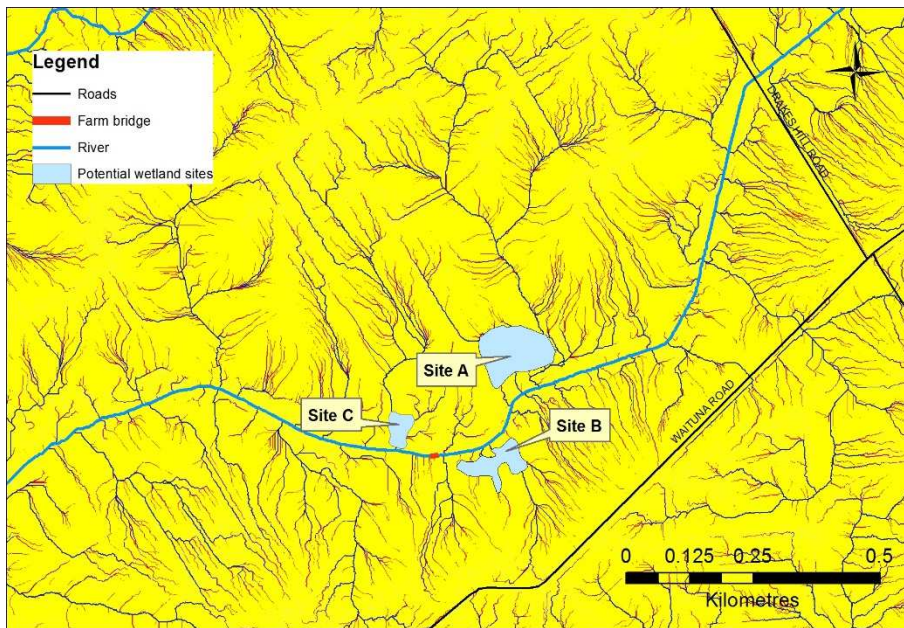 Legend
Roads
Farm bridge
River
Potential wetland sites
DRAKES HILL ROAD
Site A
Site C
Site B
WAITUNA ROAD
0 0.125 0.25 0.5
Kilometres